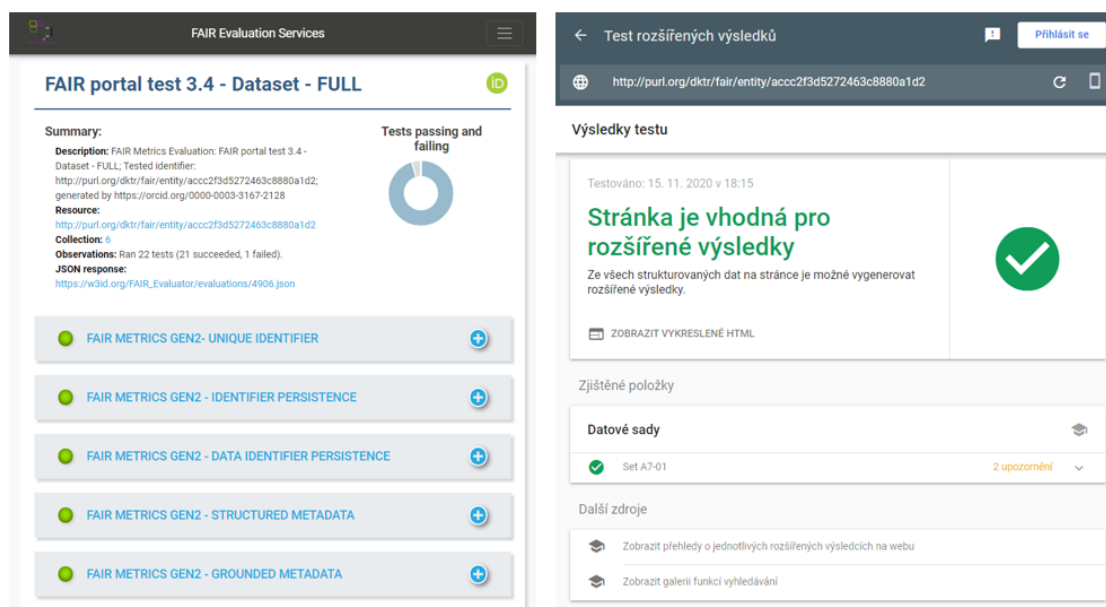 FAIR Evaluation Services
FAIR portal test 3.4 - Dataset - FULL
iD
Summary:
Description: FAIR Metrics Evaluation: FAIR portal test 3.4 -
Dataset - FULL; Tested identifier:
http://purl.org/dktr/fair/entity/accc2f3d5272463c8880a1d2;
generated by https://orcid.org/0000-0003-3167-2128
Resource:
http://purl.org/dktr/fair/entity/accc2f3d5272463c8880a1d2
Collection: 6
Observations: Ran 22 tests (21 succeeded, 1 failed).
JSON response:
https://w3id.org/FAIR_Evaluator/evaluations/4906.json
Tests passing and
failing
FAIR METRICS GEN2- UNIQUE IDENTIFIER
FAIR METRICS GEN2 - IDENTIFIER PERSISTENCE
FAIR METRICS GEN2 - DATA IDENTIFIER PERSISTENCE
FAIR METRICS GEN2 - STRUCTURED METADATA
FAIR METRICS GEN2 - GROUNDED METADATA
Test rozšířených výsledků
Přihlásit se
http://purl.org/dktr/fair/entity/accc2f3d5272463c8880a1d2
Výsledky testu
Testováno: 15. 11. 2020 v 18:15
Stránka je vhodná pro
rozšířené výsledky
Ze všech strukturovaných dat na stránce je možné vygenerovat
rozšířené výsledky.
ZOBRAZIT VYKRESLENÉ HTML
Zjištěné položky
Datové sady
Set A7-01
2 upozornění
Další zdroje
Zobrazit přehledy o jednotlivých rozšířených výsledcích na webu
Zobrazit galerii funkcí vyhledávání